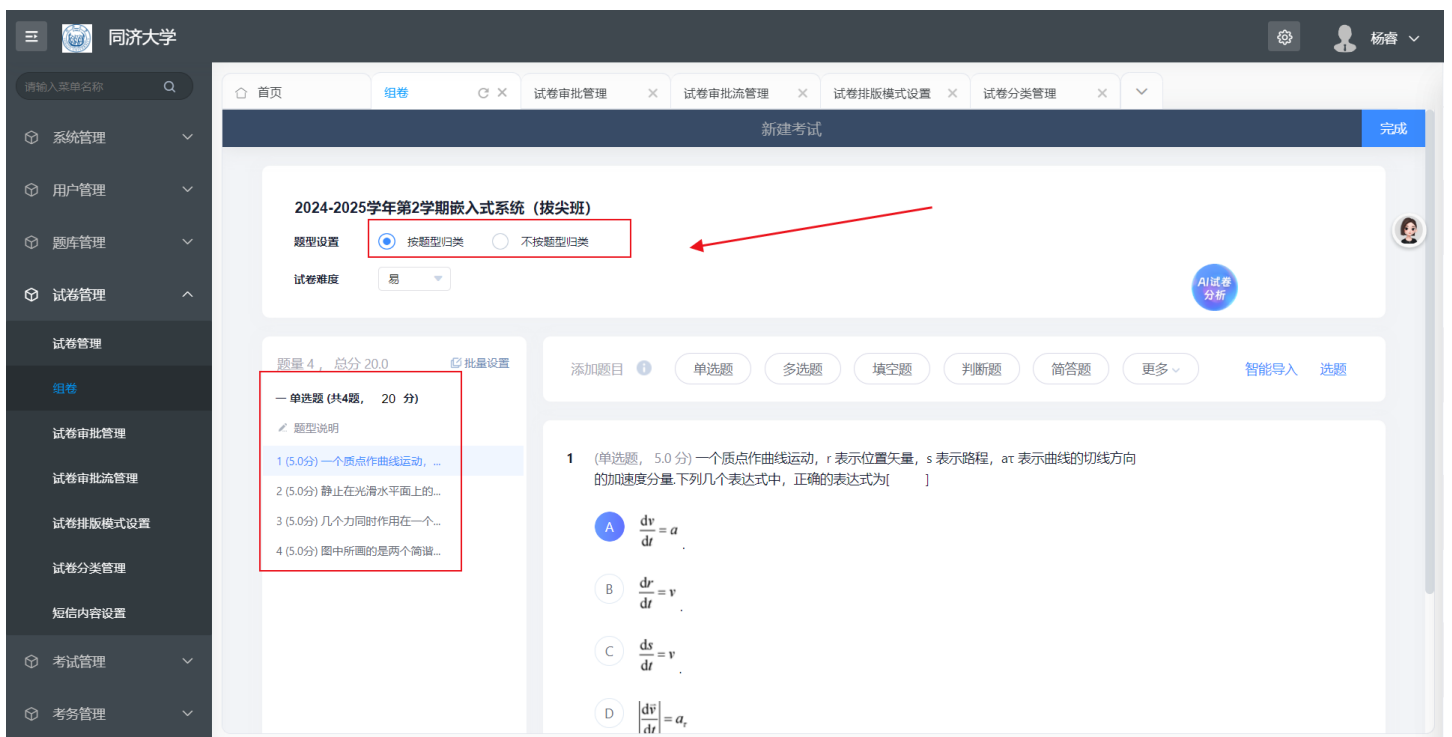 同济大学
杨睿
请输入菜单名称
首页
组卷
试卷审批管理
试卷审批流管理
试卷排版模式设置
试卷分类管理
新建考试
完成
系统管理
用户管理
题库管理
试卷管理
试卷管理
组卷
试卷审批管理
试卷审批流管理
试卷排版模式设置
试卷分类管理
短信内容设置
考试管理
考务管理
2024-2025学年第2学期嵌入式系统（拔尖班）
题型设置 按题型归类 不按题型归类
试卷难度 易
AI试卷
分析
题量 4 ， 总分 20.0 批量设置
一 单选题 (共4题， 20 分)
题型说明
1 (5.0分) 一个质点作曲线运动，...
2 (5.0分) 静止在光滑水平面上的...
3 (5.0分) 几个力同时作用在一个...
4 (5.0分) 图中所画的是两个简谐...
添加题目 单选题 多选题 填空题 判断题 简答题 更多 智能导入 选题
1 (单选题， 5.0 分) 一个质点作曲线运动，r 表示位置矢量，s 表示路程，aτ 表示曲线的切线方向
的加速度分量.下列几个表达式中，正确的表达式为[ ]
A dv/dt = a .
B dr/dt = v .
C ds/dt = v .
D |dv⃗/dt| = aτ